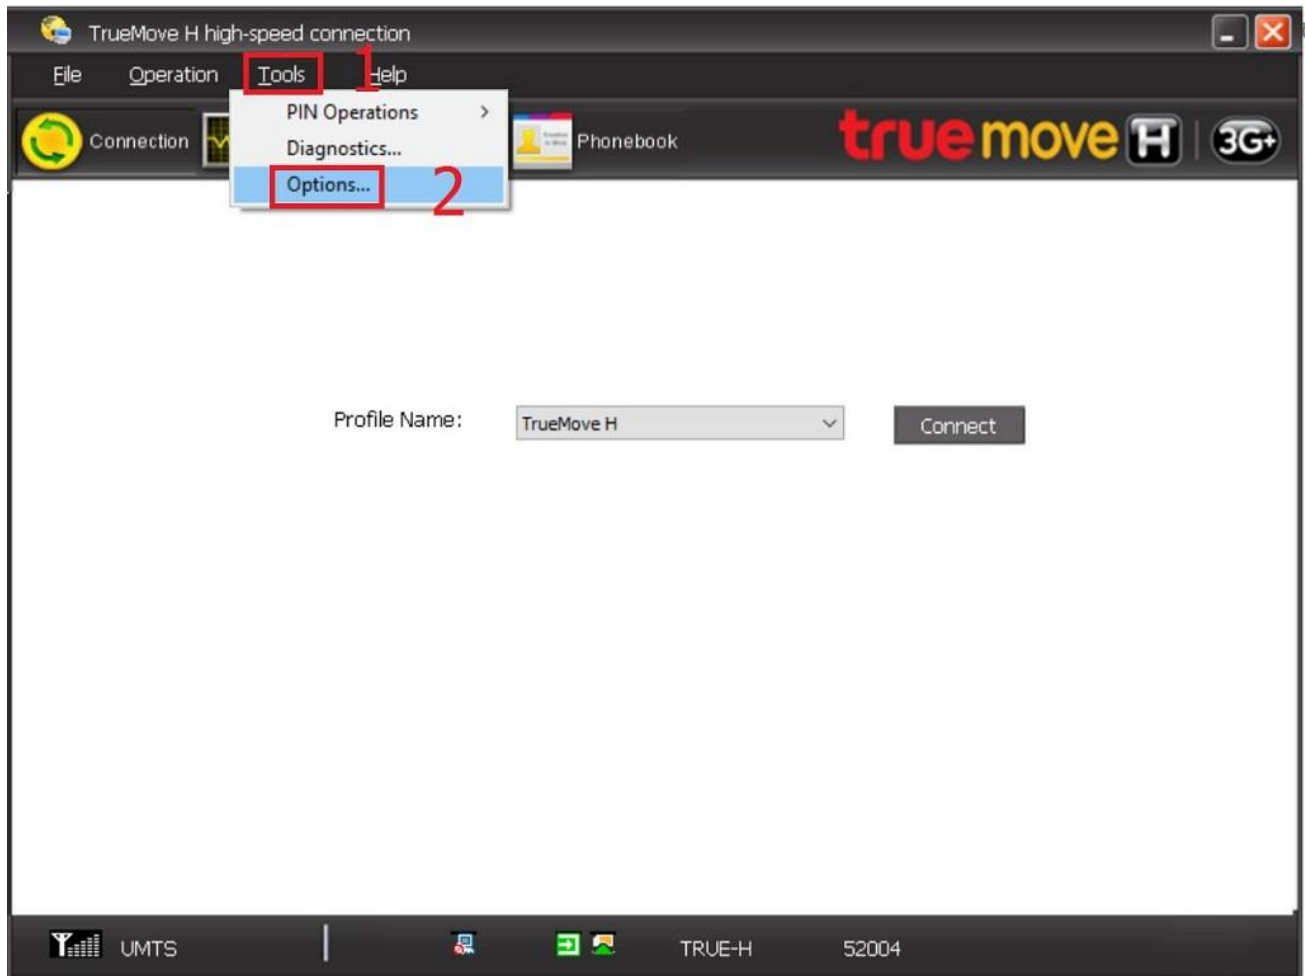 TrueMove H high-speed connection
File Operation Tools 1 Help
Connection Phonebook truemove H 3G+
PIN Operations >
Diagnostics...
Options... 2
Profile Name: TrueMove H Connect
UMTS TRUE-H 52004